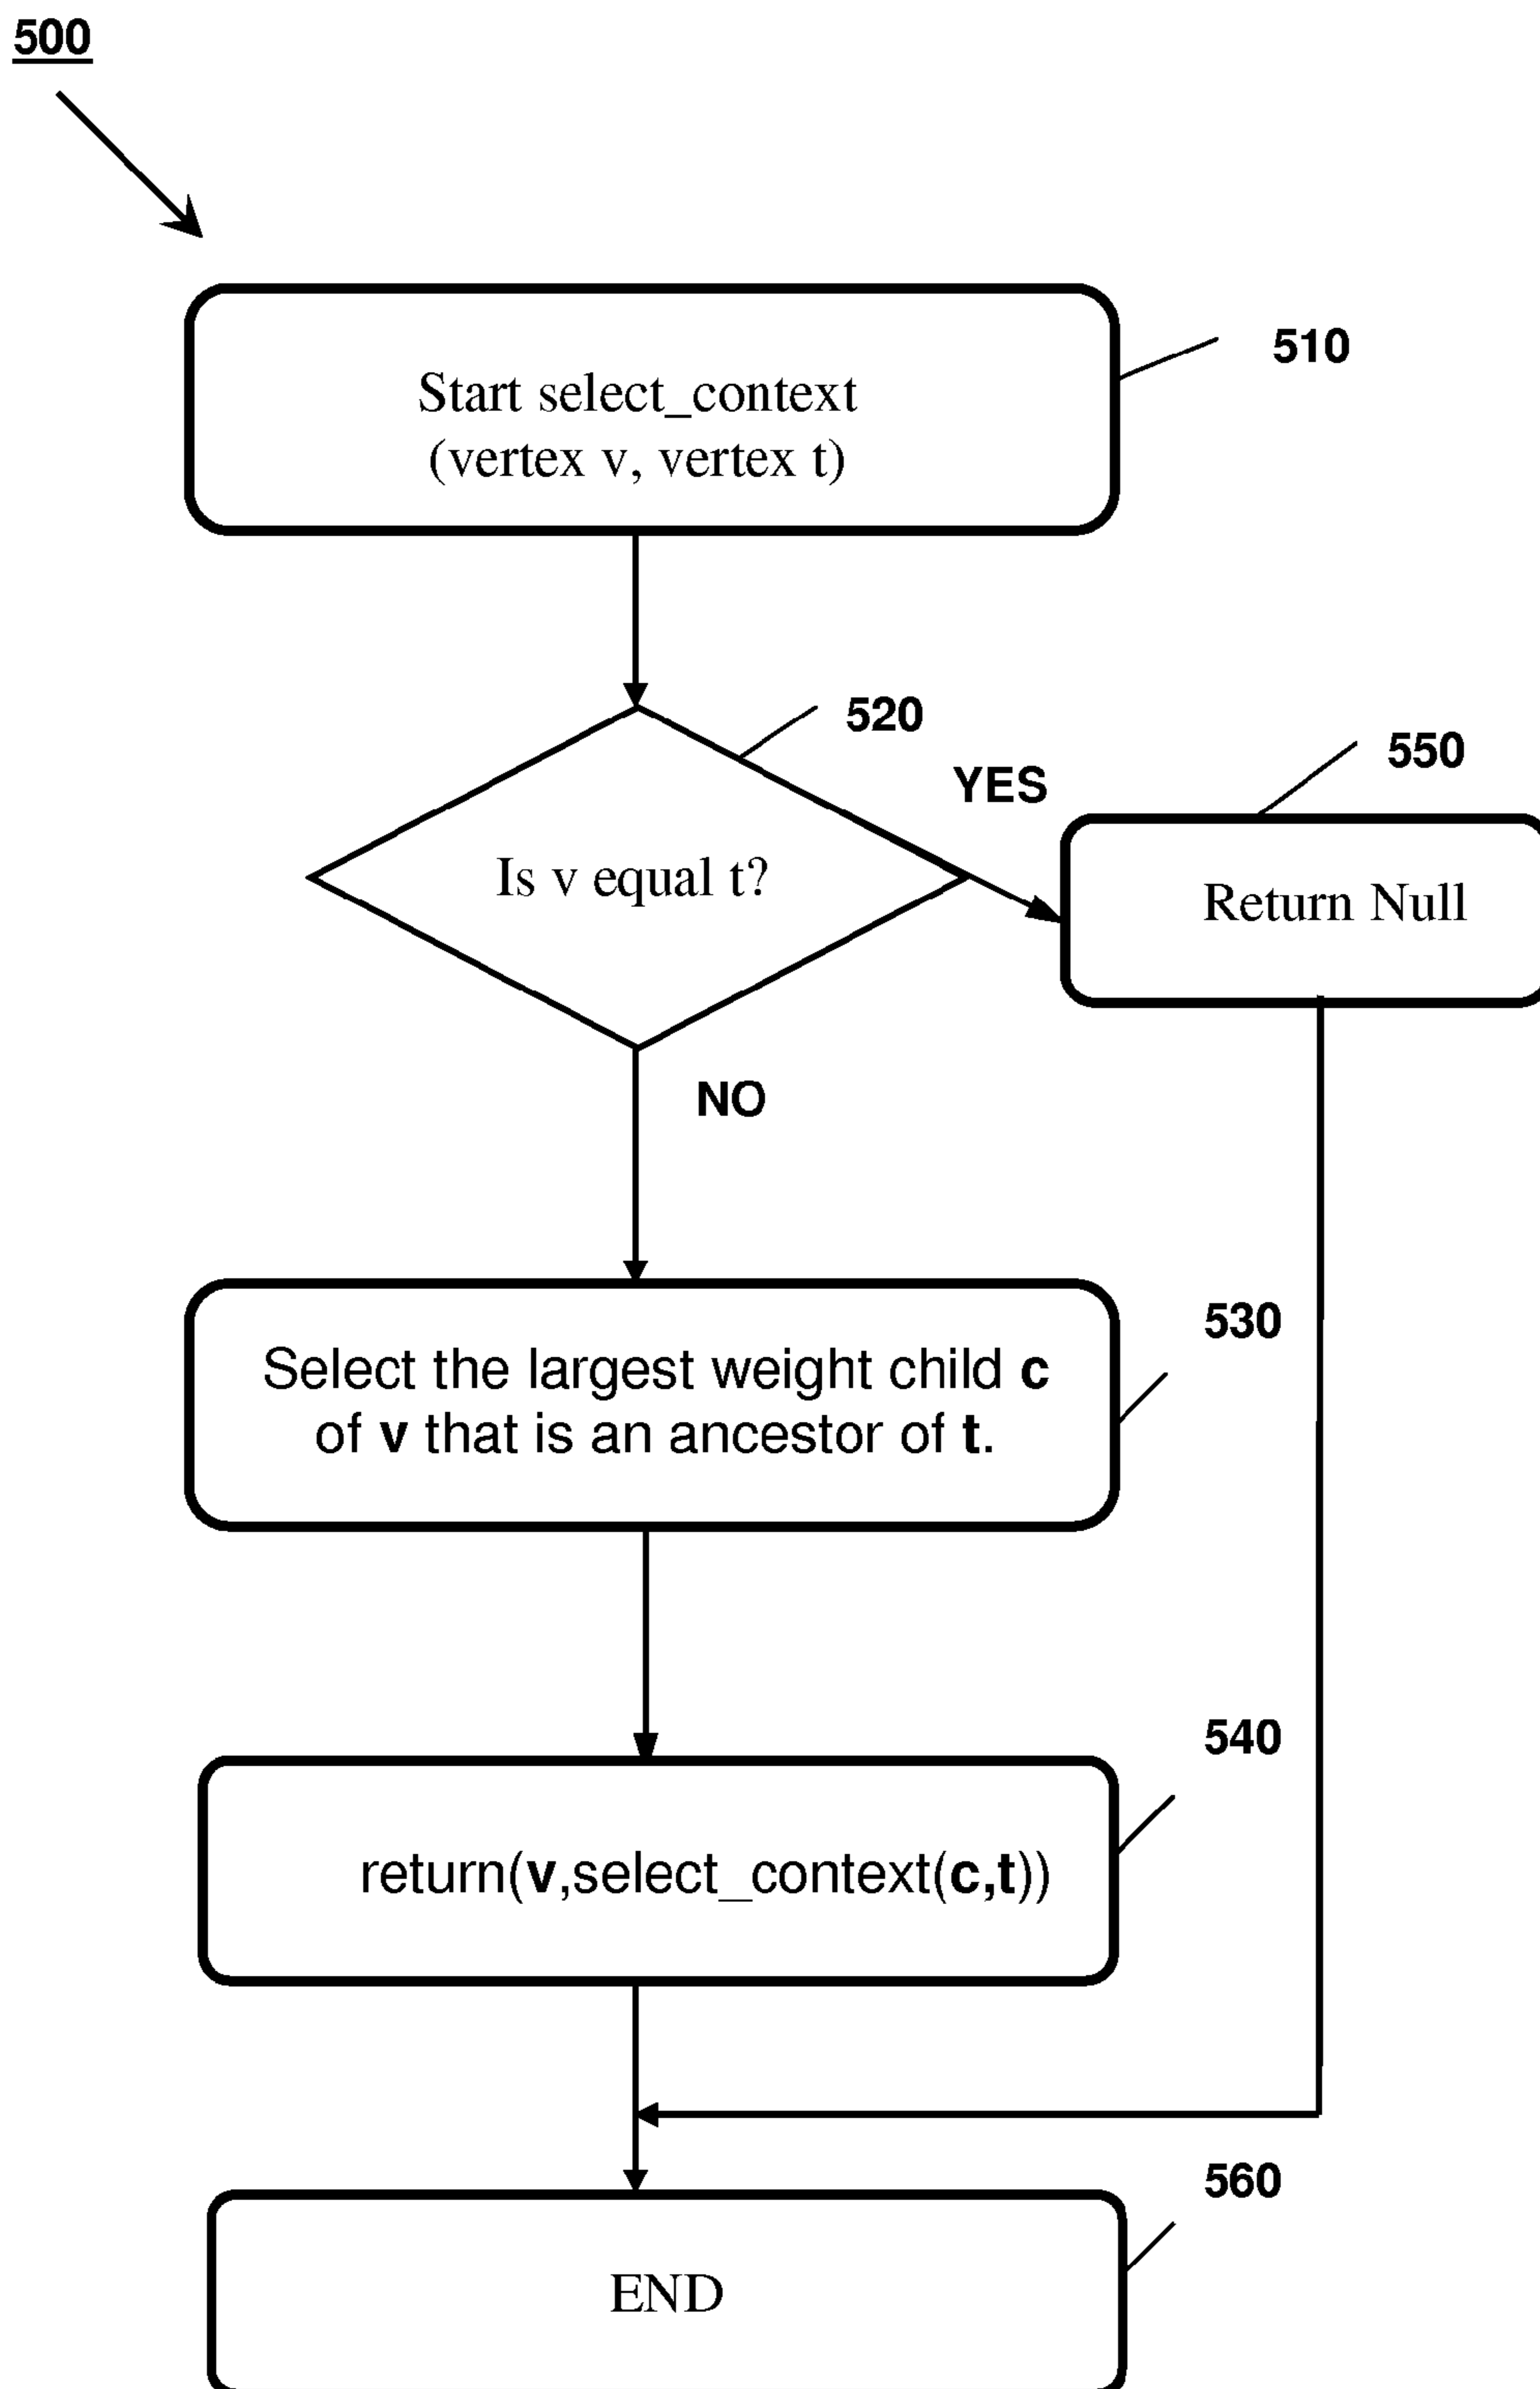 500
510
Start select_context
(vertex v, vertex t)
520
550
YES
Is v equal t?
Return Null
NO
530
Select the largest weight child c
of v that is an ancestor of t.
540
return(v,select_context(c,t))
560
END